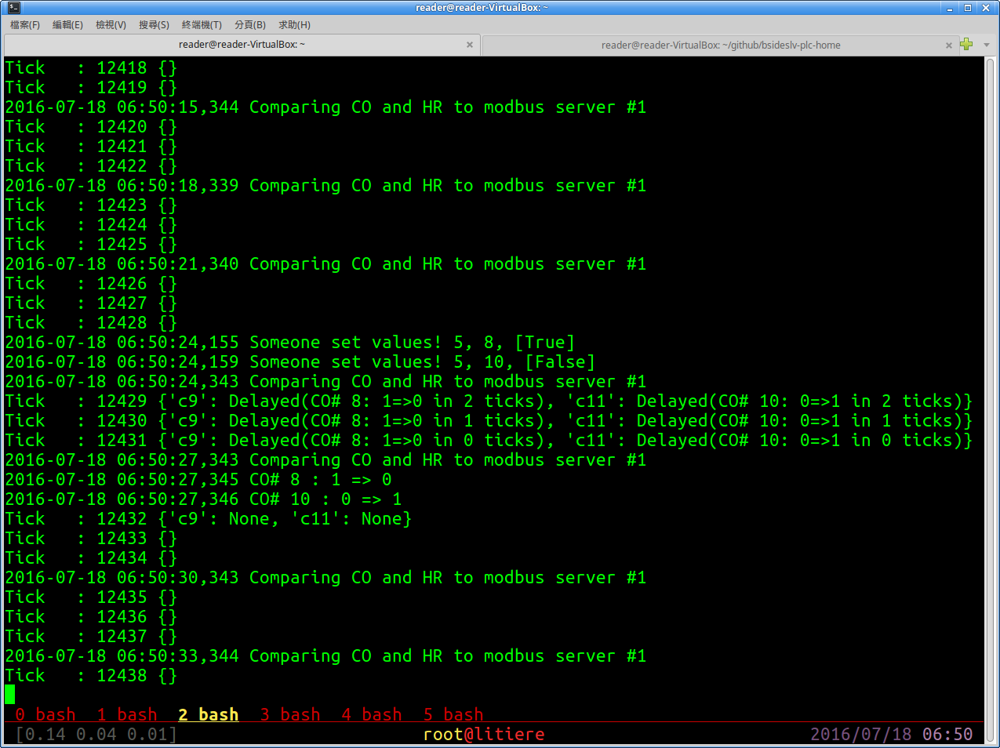 reader@reader-VirtualBox: ~
檔案(F) 編輯(E) 檢視(V) 搜尋(S) 終端機(T) 分頁(B) 求助(H)
reader@reader-VirtualBox: ~ reader@reader-VirtualBox: ~/github/bsideslv-plc-home
Tick   : 12418 {}
Tick   : 12419 {}
2016-07-18 06:50:15,344 Comparing CO and HR to modbus server #1
Tick   : 12420 {}
Tick   : 12421 {}
Tick   : 12422 {}
2016-07-18 06:50:18,339 Comparing CO and HR to modbus server #1
Tick   : 12423 {}
Tick   : 12424 {}
Tick   : 12425 {}
2016-07-18 06:50:21,340 Comparing CO and HR to modbus server #1
Tick   : 12426 {}
Tick   : 12427 {}
Tick   : 12428 {}
2016-07-18 06:50:24,155 Someone set values! 5, 8, [True]
2016-07-18 06:50:24,159 Someone set values! 5, 10, [False]
2016-07-18 06:50:24,343 Comparing CO and HR to modbus server #1
Tick   : 12429 {'c9': Delayed(CO# 8: 1=>0 in 2 ticks), 'c11': Delayed(CO# 10: 0=>1 in 2 ticks)}
Tick   : 12430 {'c9': Delayed(CO# 8: 1=>0 in 1 ticks), 'c11': Delayed(CO# 10: 0=>1 in 1 ticks)}
Tick   : 12431 {'c9': Delayed(CO# 8: 1=>0 in 0 ticks), 'c11': Delayed(CO# 10: 0=>1 in 0 ticks)}
2016-07-18 06:50:27,343 Comparing CO and HR to modbus server #1
2016-07-18 06:50:27,345 CO# 8 : 1 => 0
2016-07-18 06:50:27,346 CO# 10 : 0 => 1
Tick   : 12432 {'c9': None, 'c11': None}
Tick   : 12433 {}
Tick   : 12434 {}
2016-07-18 06:50:30,343 Comparing CO and HR to modbus server #1
Tick   : 12435 {}
Tick   : 12436 {}
Tick   : 12437 {}
2016-07-18 06:50:33,344 Comparing CO and HR to modbus server #1
Tick   : 12438 {}
0 bash  1 bash  2 bash  3 bash  4 bash  5 bash
[0.14 0.04 0.01] root@litiere 2016/07/18 06:50